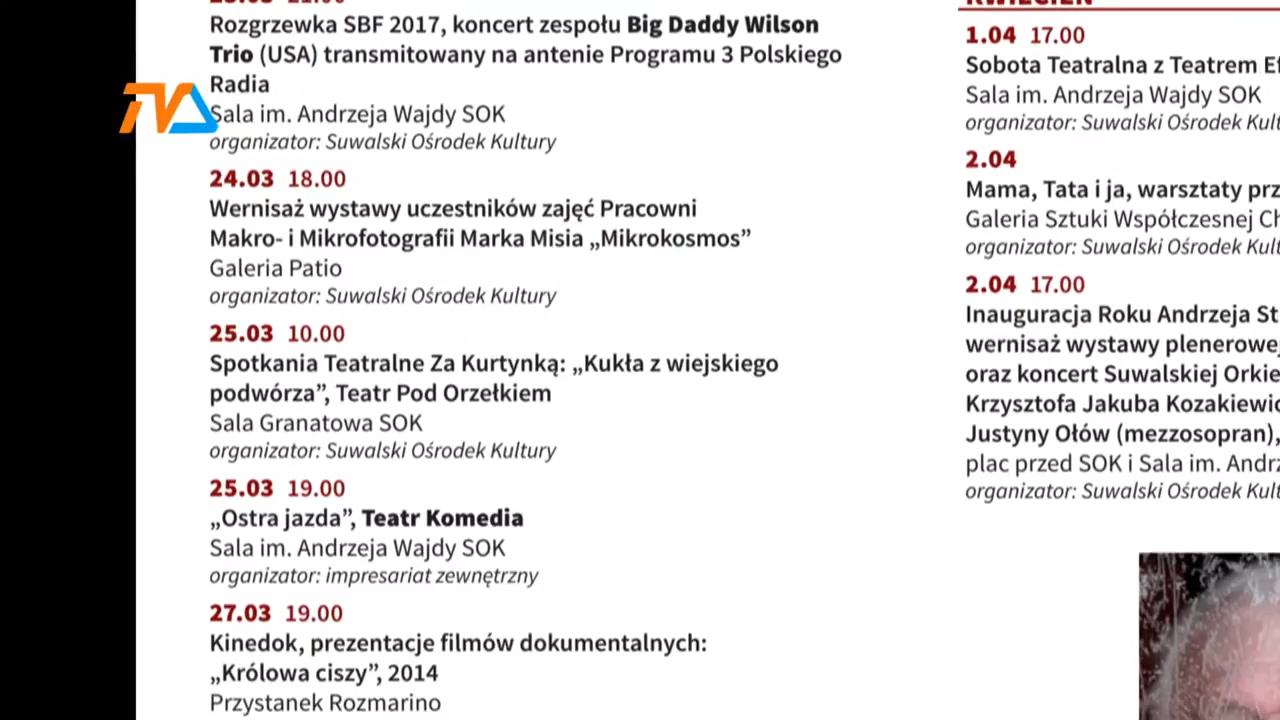 Rozgrzewka SBF 2017, koncert zespołu Big Daddy Wilson
Trio (USA) transmitowany na antenie Programu 3 Polskiego
Radia
Sala im. Andrzeja Wajdy SOK
organizator: Suwalski Ośrodek Kultury
24.03 18.00
Wernisaż wystawy uczestników zajęć Pracowni
Makro- i Mikrofotografii Marka Misia „Mikrokosmos”
Galeria Patio
organizator: Suwalski Ośrodek Kultury
25.03 10.00
Spotkania Teatralne Za Kurtynką: „Kukła z wiejskiego
podwórza”, Teatr Pod Orzełkiem
Sala Granatowa SOK
organizator: Suwalski Ośrodek Kultury
25.03 19.00
„Ostra jazda”, Teatr Komedia
Sala im. Andrzeja Wajdy SOK
organizator: impresariat zewnętrzny
27.03 19.00
Kinedok, prezentacje filmów dokumentalnych:
„Królowa ciszy”, 2014
Przystanek Rozmarino
KWIECIEŃ
1.04 17.00
Sobota Teatralna z Teatrem
Sala im. Andrzeja Wajdy SOK
organizator: Suwalski Ośrodek
2.04
Mama, Tata i ja, warsztaty
Galeria Sztuki Współczesnej
organizator: Suwalski Ośrodek
2.04 17.00
Inauguracja Roku Andrzeja
wernisaż wystawy
oraz koncert Suwalskiej
Krzysztofa Jakuba
Justyny Ołów (mezzosopran),
plac przed SOK i Sala im.
organizator: Suwalski Ośrodek